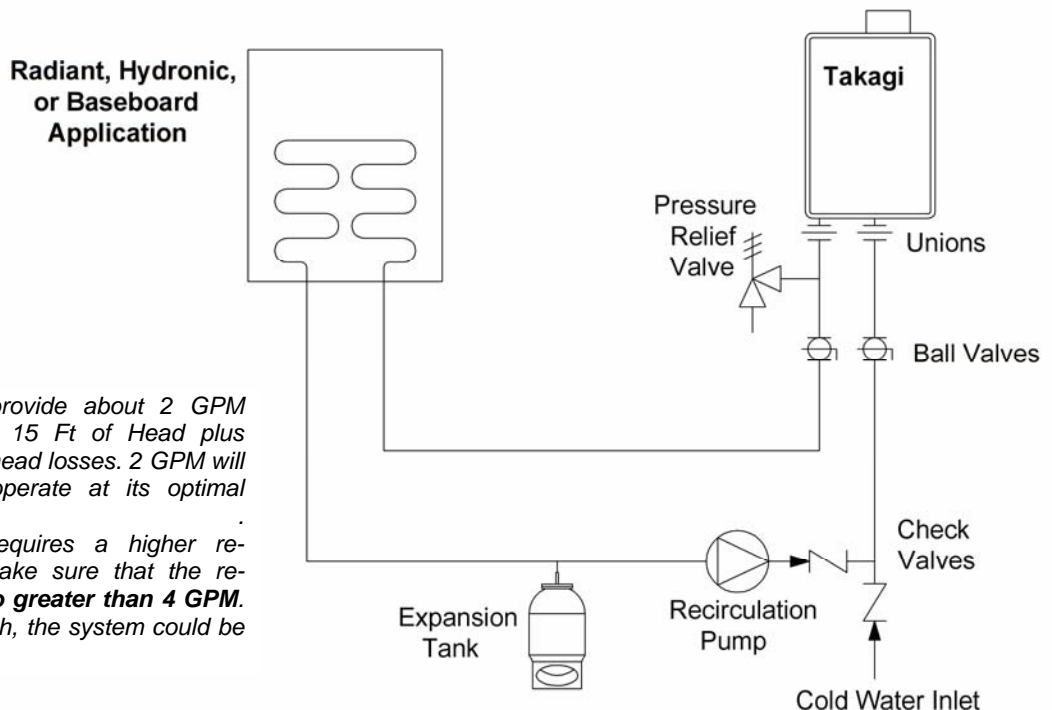 Radiant, Hydronic,
or Baseboard
Application
Takagi
Pressure
Relief
Valve
Unions
Ball Valves
provide about 2 GPM
15 Ft of Head plus
head losses. 2 GPM will
operate at its optimal
.
equires a higher re-
ake sure that the re-
o greater than 4 GPM.
h, the system could be
Check
Valves
Recirculation
Pump
Expansion
Tank
Cold Water Inlet